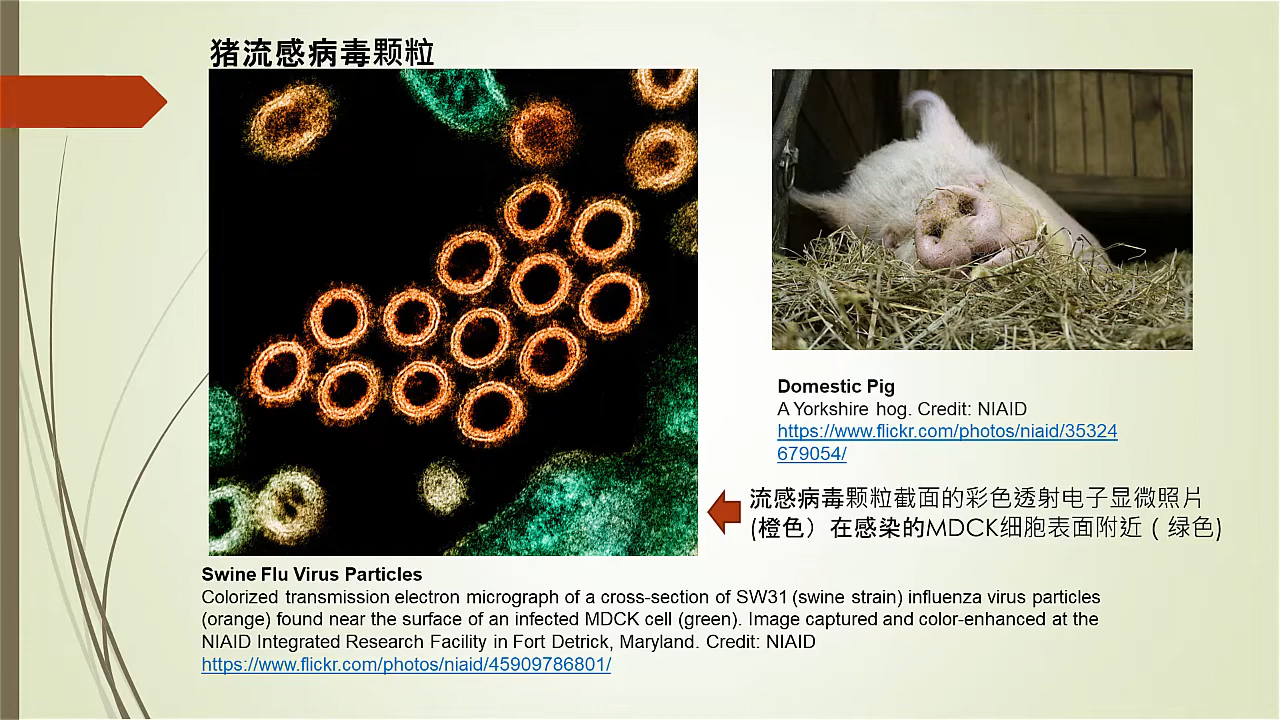 猪流感病毒颗粒
Domestic Pig
A Yorkshire hog. Credit: NIAID
https://www.flickr.com/photos/niaid/35324
679054/
流感病毒颗粒截面的彩色透射电子显微照片
(橙色）在感染的MDCK细胞表面附近（绿色)
Swine Flu Virus Particles
Colorized transmission electron micrograph of a cross-section of SW31 (swine strain) influenza virus particles
(orange) found near the surface of an infected MDCK cell (green). Image captured and color-enhanced at the
NIAID Integrated Research Facility in Fort Detrick, Maryland. Credit: NIAID
https://www.flickr.com/photos/niaid/45909786801/